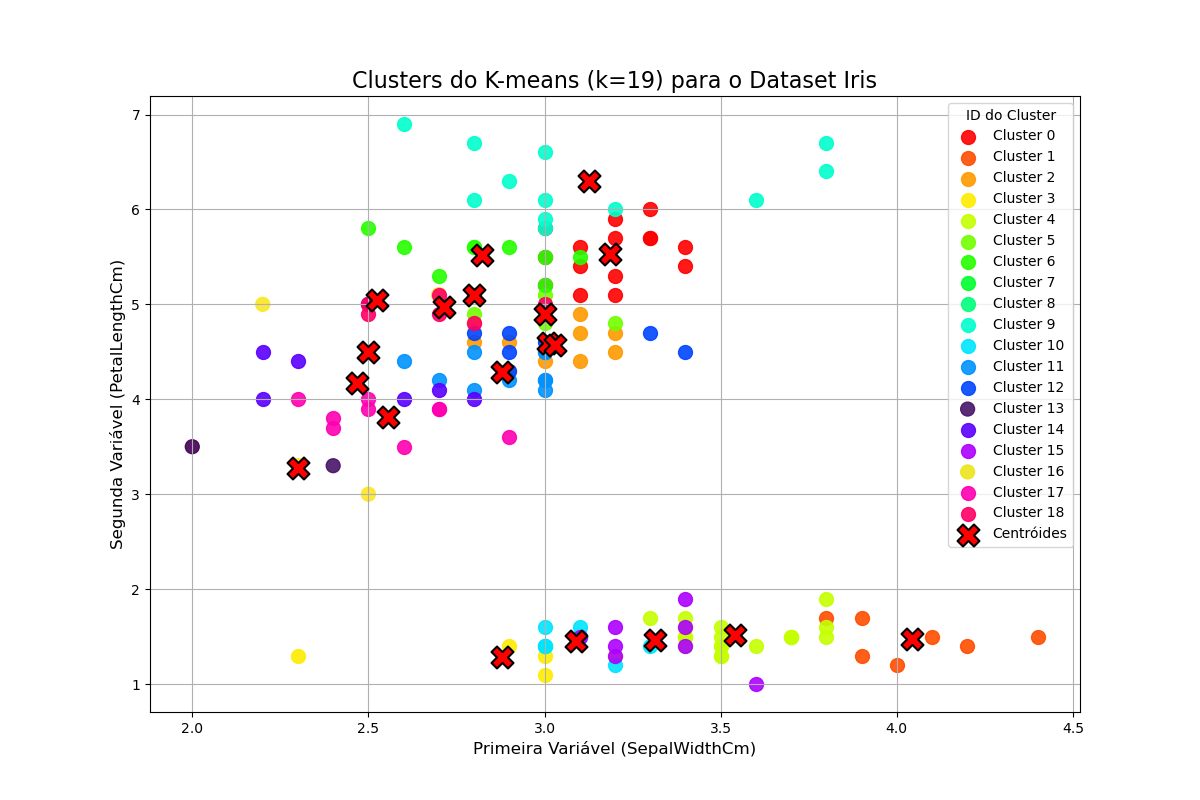 Clusters do K-means (k=19) para o Dataset Iris
ID do Cluster
Cluster 0
Cluster 1
Cluster 2
Cluster 3
Cluster 4
Cluster 5
Cluster 6
Cluster 7
Cluster 8
Cluster 9
Cluster 10
Cluster 11
Cluster 12
Cluster 13
Cluster 14
Cluster 15
Cluster 16
Cluster 17
Cluster 18
Centróides
Segunda Variável (PetalLengthCm)
7
6
5
4
3
2
1
2.0 2.5 3.0 3.5 4.0 4.5
Primeira Variável (SepalWidthCm)